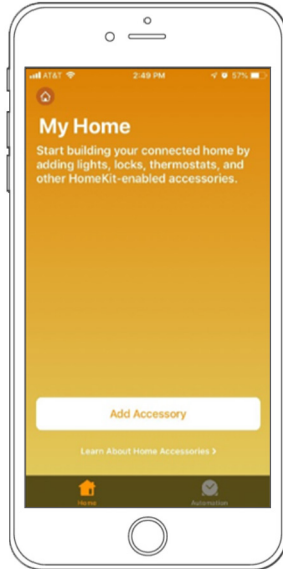 AT&T 2:49 PM 57%
My Home
Start building your connected home by
adding lights, locks, thermostats, and
other HomeKit-enabled accessories.
Add Accessory
Learn About Home Accessories >
Home Automation